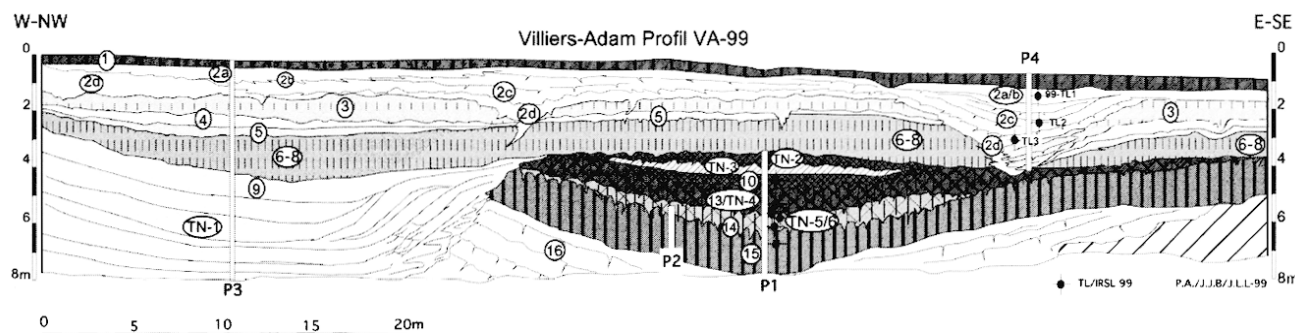 W-NW
E-SE
Villiers-Adam Profil VA-99
P4
0
0
1
2d
2a
2b
2c
2a/b
99-TL1
2
2
3
2d
5
2c
TL2
3
4
5
6-8
2d
TL3
6-8
4
4
6-8
TN-3
TN-2
9
10
13/TN-4
6
TN-1
14
TN-5/6
6
16
P2
15
8m
P3
P1
TL/IRSL 99
P.A./J.J.B/J.L.L-99
8m
0
5
10
15
20m